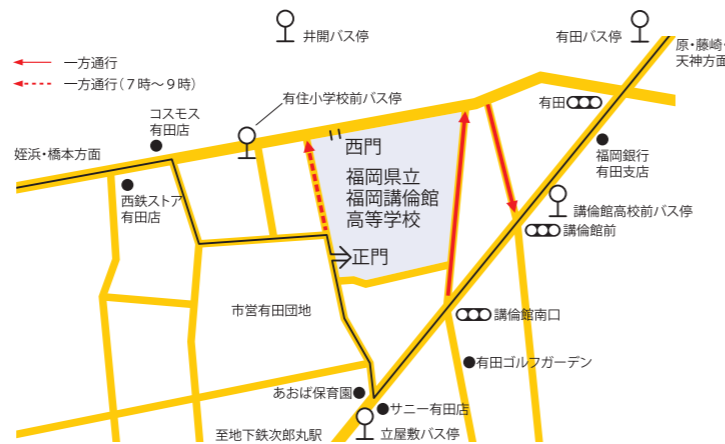 井開バス停
有田バス停
原・藤崎・
天神方面
一方通行
一方通行(7時〜9時)
有住小学校前バス停
有田
コスモス
有田店
福岡銀行
有田支店
姪浜・橋本方面
西門
福岡県立
福岡講倫館
高等学校
西鉄ストア
有田店
講倫館高校前バス停
講倫館前
正門
市営有田団地
講倫館南口
有田ゴルフガーデン
あおば保育園
サニー有田店
至地下鉄次郎丸駅
立屋敷バス停